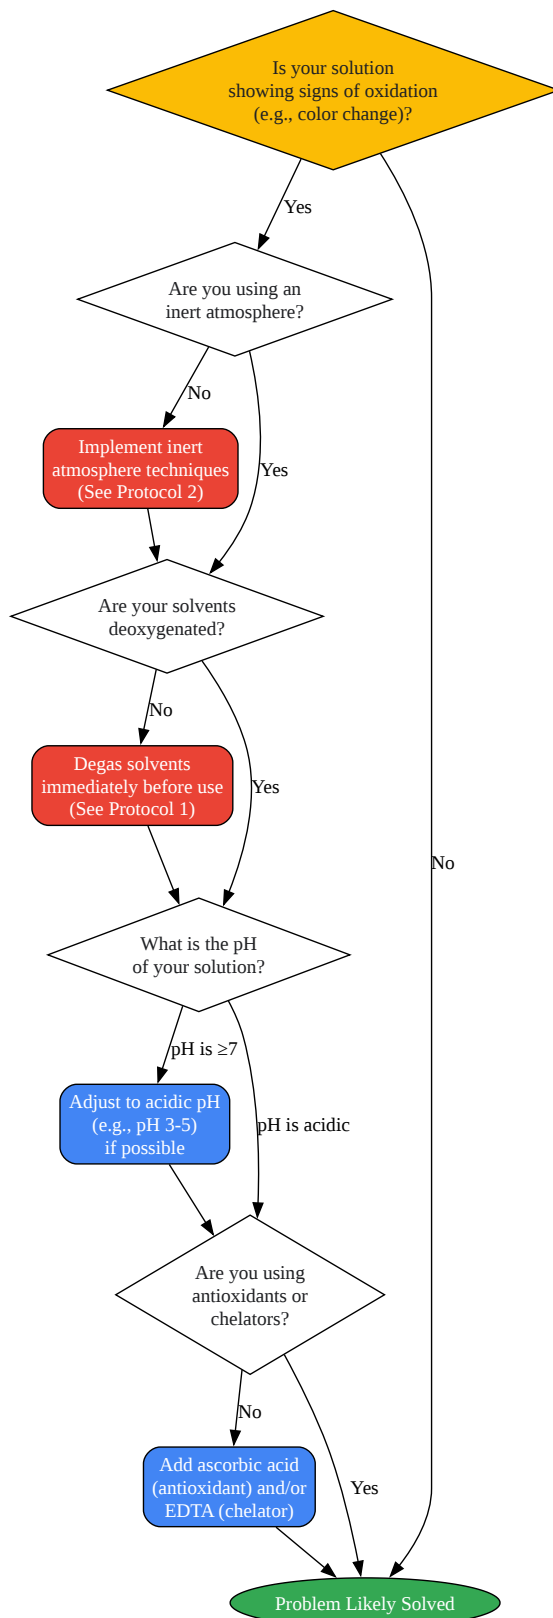 Is your solution
showing signs of oxidation
(e.g., color change)?
Yes
Are you using an
inert atmosphere?
No
Implement inert
atmosphere techniques
(See Protocol 2)
Yes
Are your solvents
deoxygenated?
No
Degas solvents
immediately before use
(See Protocol 1)
Yes
No
What is the pH
of your solution?
pH is ≥7
Adjust to acidic pH
(e.g., pH 3-5)
if possible
pH is acidic
Are you using
antioxidants or
chelators?
No
Add ascorbic acid
(antioxidant) and/or
EDTA (chelator)
Yes
Problem Likely Solved